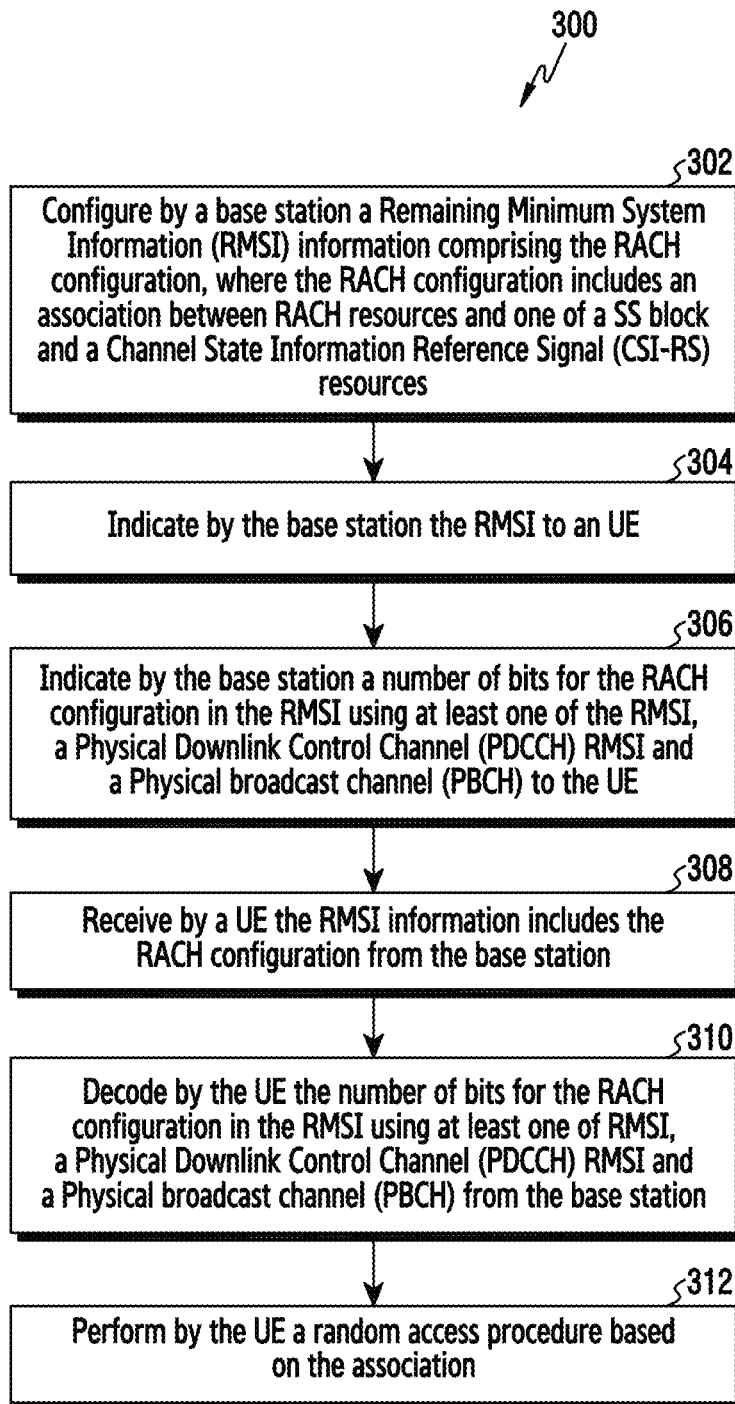 300
302
Configure by a base station a Remaining Minimum System
Information (RMSI) information comprising the RACH
configuration, where the RACH configuration includes an
association between RACH resources and one of a SS block
and a Channel State Information Reference Signal (CSI-RS)
resources
304
Indicate by the base station the RMSI to an UE
306
Indicate by the base station a number of bits for the RACH
configuration in the RMSI using at least one of the RMSI,
a Physical Downlink Control Channel (PDCCH) RMSI and
a Physical broadcast channel (PBCH) to the UE
308
Receive by a UE the RMSI information includes the
RACH configuration from the base station
310
Decode by the UE the number of bits for the RACH
configuration in the RMSI using at least one of RMSI,
a Physical Downlink Control Channel (PDCCH) RMSI and
a Physical broadcast channel (PBCH) from the base station
312
Perform by the UE a random access procedure based
on the association